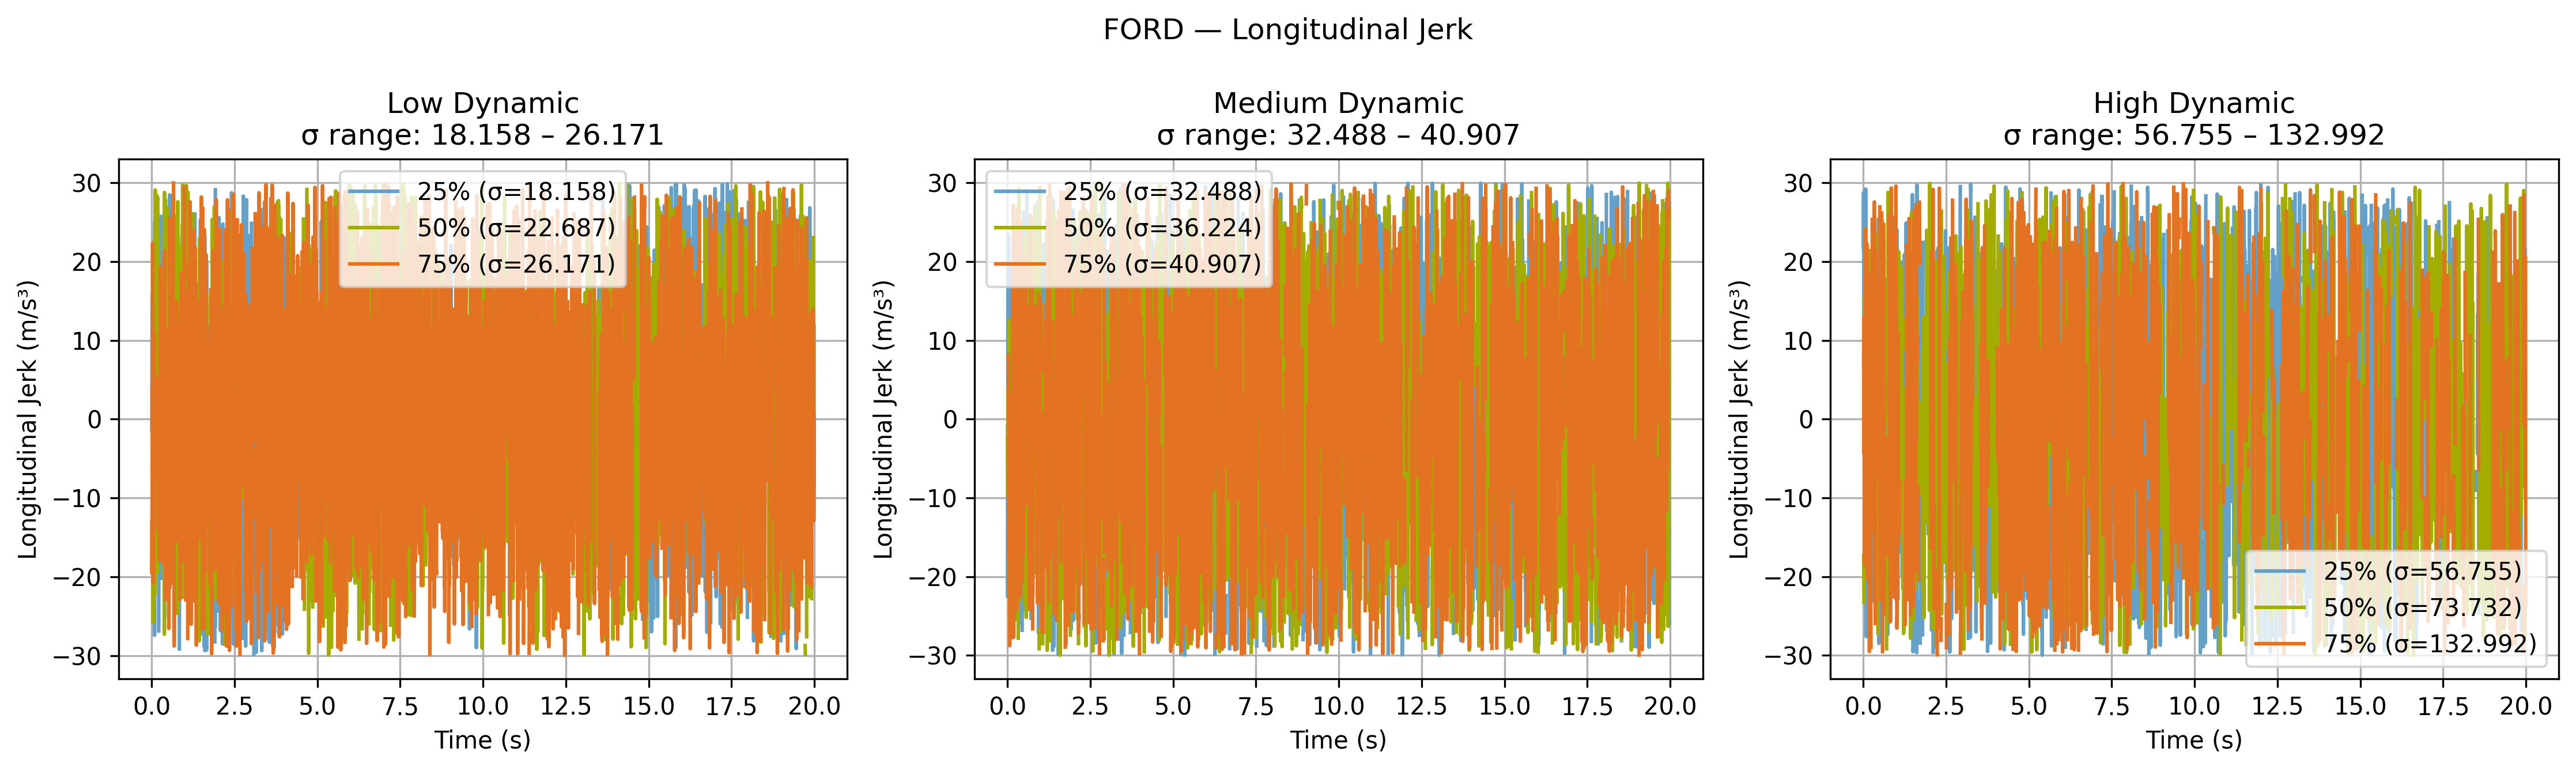 FORD — Longitudinal Jerk
Low Dynamic
σ range: 18.158 – 26.171
Longitudinal Jerk (m/s³)
30
20
10
0
−10
−20
−30
25% (σ=18.158)
50% (σ=22.687)
75% (σ=26.171)
0.0 2.5 5.0 7.5 10.0 12.5 15.0 17.5 20.0
Time (s)
Medium Dynamic
σ range: 32.488 – 40.907
Longitudinal Jerk (m/s³)
30
20
10
0
−10
−20
−30
25% (σ=32.488)
50% (σ=36.224)
75% (σ=40.907)
0.0 2.5 5.0 7.5 10.0 12.5 15.0 17.5 20.0
Time (s)
High Dynamic
σ range: 56.755 – 132.992
Longitudinal Jerk (m/s³)
30
20
10
0
−10
−20
−30
25% (σ=56.755)
50% (σ=73.732)
75% (σ=132.992)
0.0 2.5 5.0 7.5 10.0 12.5 15.0 17.5 20.0
Time (s)